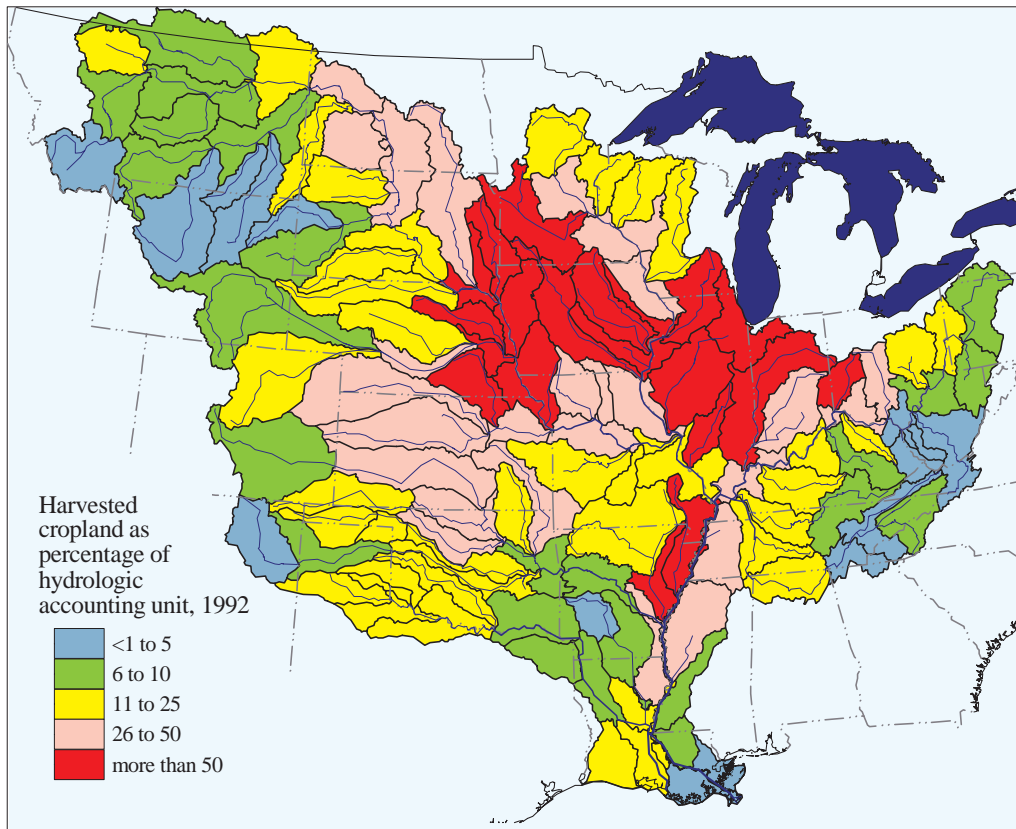 Harvested
cropland as
percentage of
hydrologic
accounting unit, 1992
<1 to 5
6 to 10
11 to 25
26 to 50
more than 50